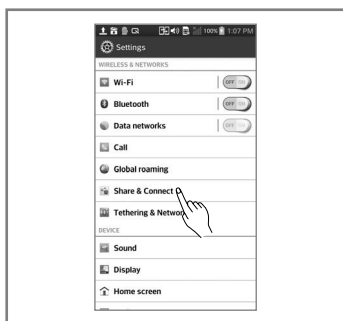 100% 1:07 PM
Settings
WIRELESS & NETWORKS
Wi-Fi
OFF ON
Bluetooth
OFF ON
Data networks
OFF ON
Call
Global roaming
Share & Connect
Tethering & Networ
DEVICE
Sound
Display
Home screen